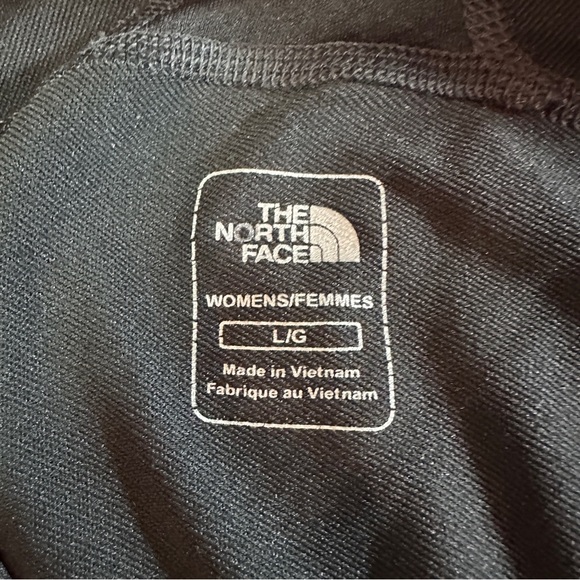 THE
NORTH
FACE
WOMENS/FEMMES
L/G
Made in Vietnam
Fabrique au Vietnam